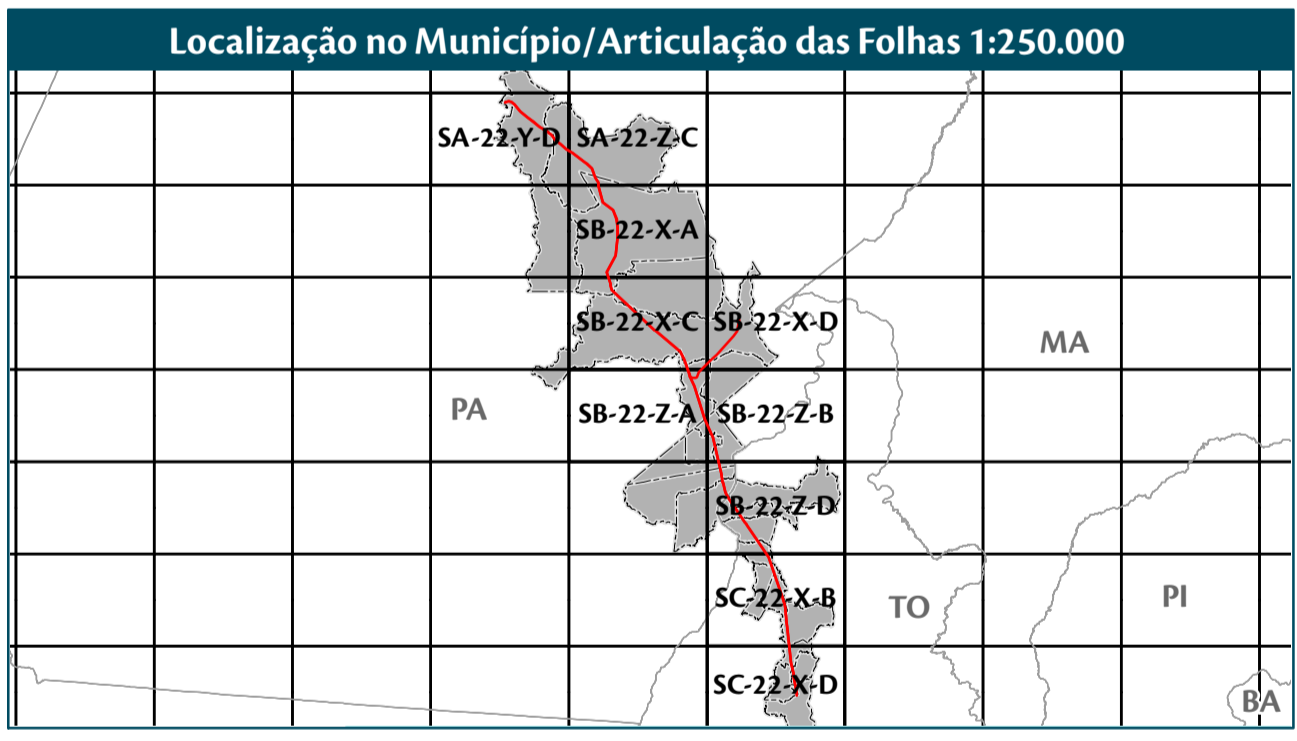 Localização no Município/Articulação das Folhas 1:250.000
SA-22-Y-D
SA-22-Z-C
SB-22-X-A
SB-22-X-C
SB-22-X-D
MA
PA
SB-22-Z-A
SB-22-Z-B
SB-22-Z-D
SC-22-X-B
TO
PI
SC-22-X-D
BA